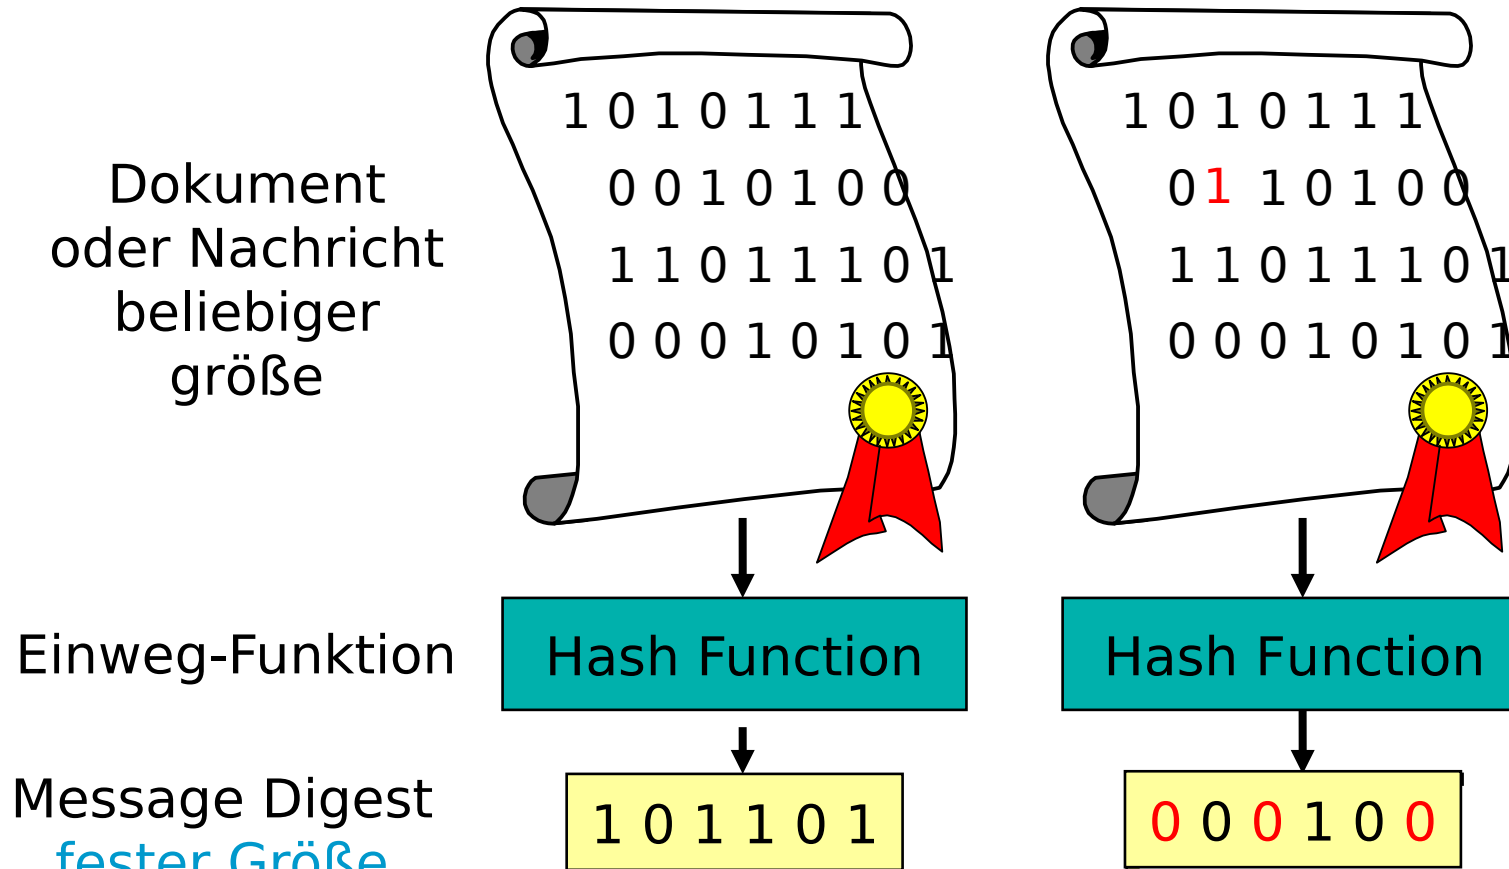 Dokument
oder Nachricht
beliebiger
größe
1 0 1 0 1 1 1
0 0 1 0 1 0 0
1 1 0 1 1 1 0 1
0 0 0 1 0 1 0 1
1 0 1 0 1 1 1
0 1 1 0 1 0 0
1 1 0 1 1 1 0 1
0 0 0 1 0 1 0 1
Einweg-Funktion
Hash Function
Hash Function
Message Digest
fester Größe
1 0 1 1 0 1
0 0 0 1 0 0